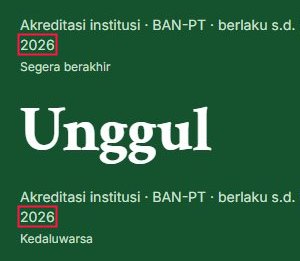 Akreditasi institusi · BAN-PT · berlaku s.d.
2026
Segera berakhir
Unggul
Akreditasi institusi · BAN-PT · berlaku s.d.
2026
Kedaluwarsa